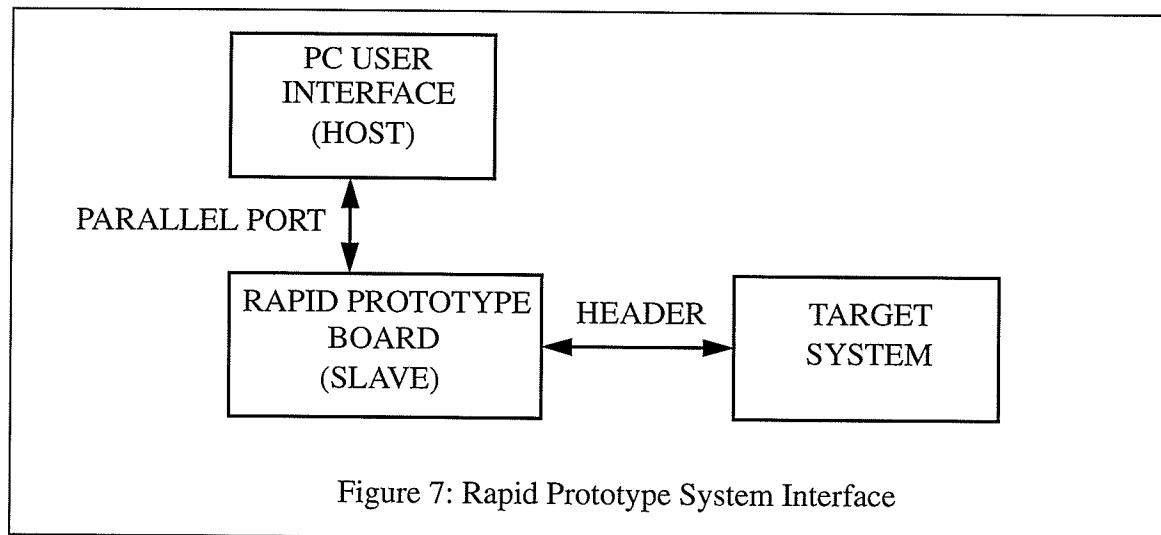 PC USER
INTERFACE
(HOST)
PARALLEL PORT
RAPID PROTOTYPE
BOARD
(SLAVE)
HEADER
TARGET
SYSTEM
Figure 7: Rapid Prototype System Interface